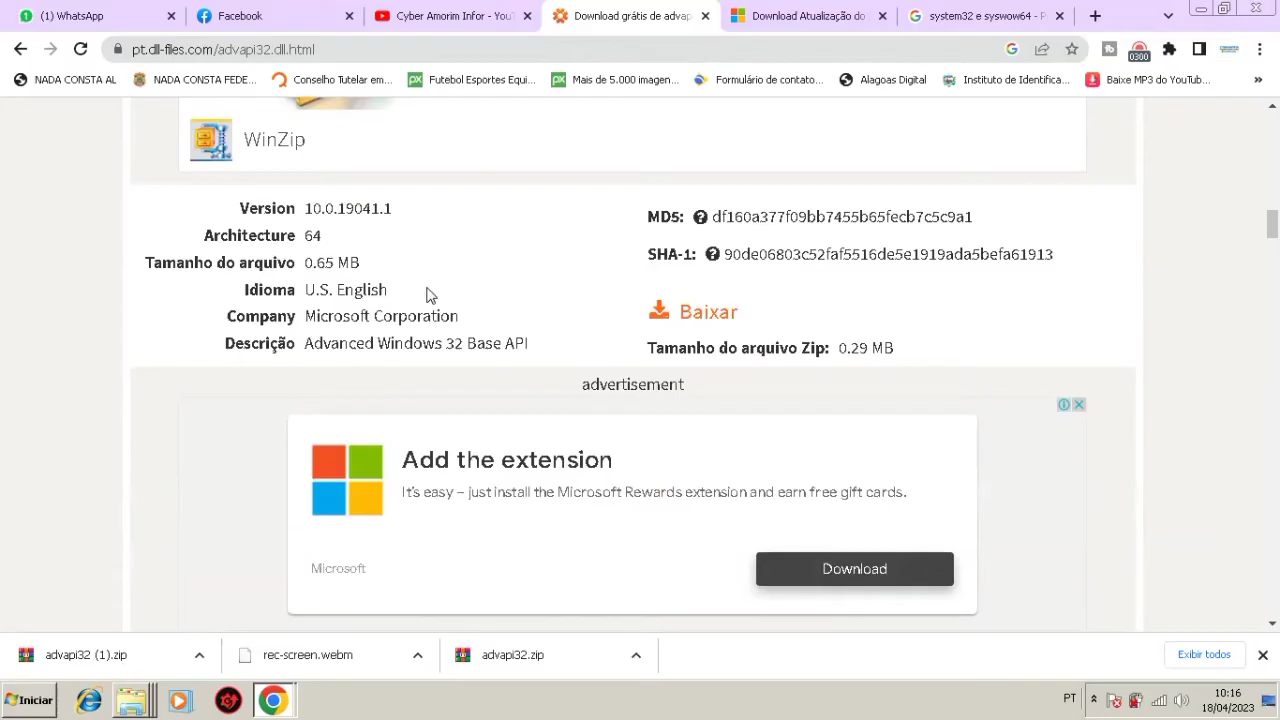 (1) WhatsApp
Facebook
Cyber Amorim Infor - YouT
Download grátis de advap
Download Atualização do
system32 e syswow64 - P
pt.dll-files.com/advapi32.dll.html
0300
NADA CONSTA AL
NADA CONSTA FEDE...
Conselho Tutelar em...
Futebol Esportes Equi...
Mais de 5.000 imagen...
Formulário de contato...
Alagoas Digital
Instituto de Identifica...
Baixe MP3 do YouTub...
»
WinZip
Version 10.0.19041.1
Architecture 64
Tamanho do arquivo 0.65 MB
Idioma U.S. English
Company Microsoft Corporation
Descrição Advanced Windows 32 Base API
MD5: df160a377f09bb7455b65fecb7c5c9a1
SHA-1: 90de06803c52faf5516de5e1919ada5befa61913
Baixar
Tamanho do arquivo Zip: 0.29 MB
advertisement
Add the extension
It's easy – just install the Microsoft Rewards extension and earn free gift cards.
Microsoft
Download
advapi32 (1).zip
rec-screen.webm
advapi32.zip
Exibir todos
Iniciar
PT
10:16
18/04/2023